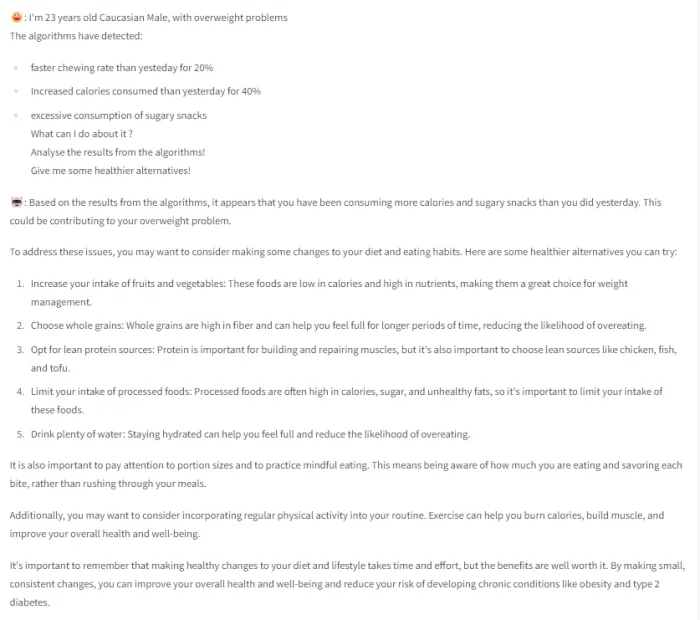 : I'm 23 years old Caucasian Male, with overweight problems
The algorithms have detected:
faster chewing rate than yesteday for 20%
Increased calories consumed than yesterday for 40%
excessive consumption of sugary snacks
What can I do about it ?
Analyse the results from the algorithms!
Give me some healthier alternatives!
: Based on the results from the algorithms, it appears that you have been consuming more calories and sugary snacks than you did yesterday. This
could be contributing to your overweight problem.
To address these issues, you may want to consider making some changes to your diet and eating habits. Here are some healthier alternatives you can try:
1. Increase your intake of fruits and vegetables: These foods are low in calories and high in nutrients, making them a great choice for weight
management.
2. Choose whole grains: Whole grains are high in fiber and can help you feel full for longer periods of time, reducing the likelihood of overeating.
3. Opt for lean protein sources: Protein is important for building and repairing muscles, but it's also important to choose lean sources like chicken, fish,
and tofu.
4. Limit your intake of processed foods: Processed foods are often high in calories, sugar, and unhealthy fats, so it's important to limit your intake of
these foods.
5. Drink plenty of water: Staying hydrated can help you feel full and reduce the likelihood of overeating.
It is also important to pay attention to portion sizes and to practice mindful eating. This means being aware of how much you are eating and savoring each
bite, rather than rushing through your meals.
Additionally, you may want to consider incorporating regular physical activity into your routine. Exercise can help you burn calories, build muscle, and
improve your overall health and well-being.
It's important to remember that making healthy changes to your diet and lifestyle takes time and effort, but the benefits are well worth it. By making small,
consistent changes, you can improve your overall health and well-being and reduce your risk of developing chronic conditions like obesity and type 2
diabetes.